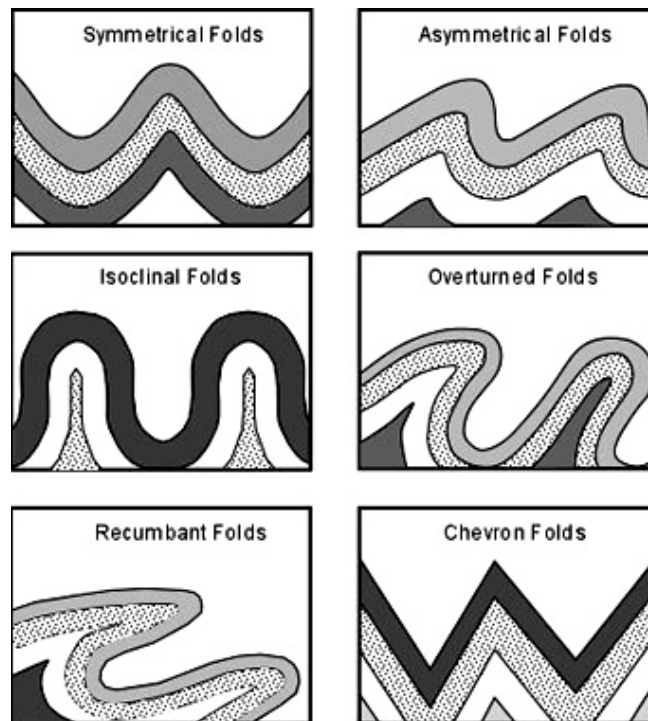 Symmetrical Folds
Asymmetrical Folds
Isoclinal Folds
Overturned Folds
Recumbant Folds
Chevron Folds